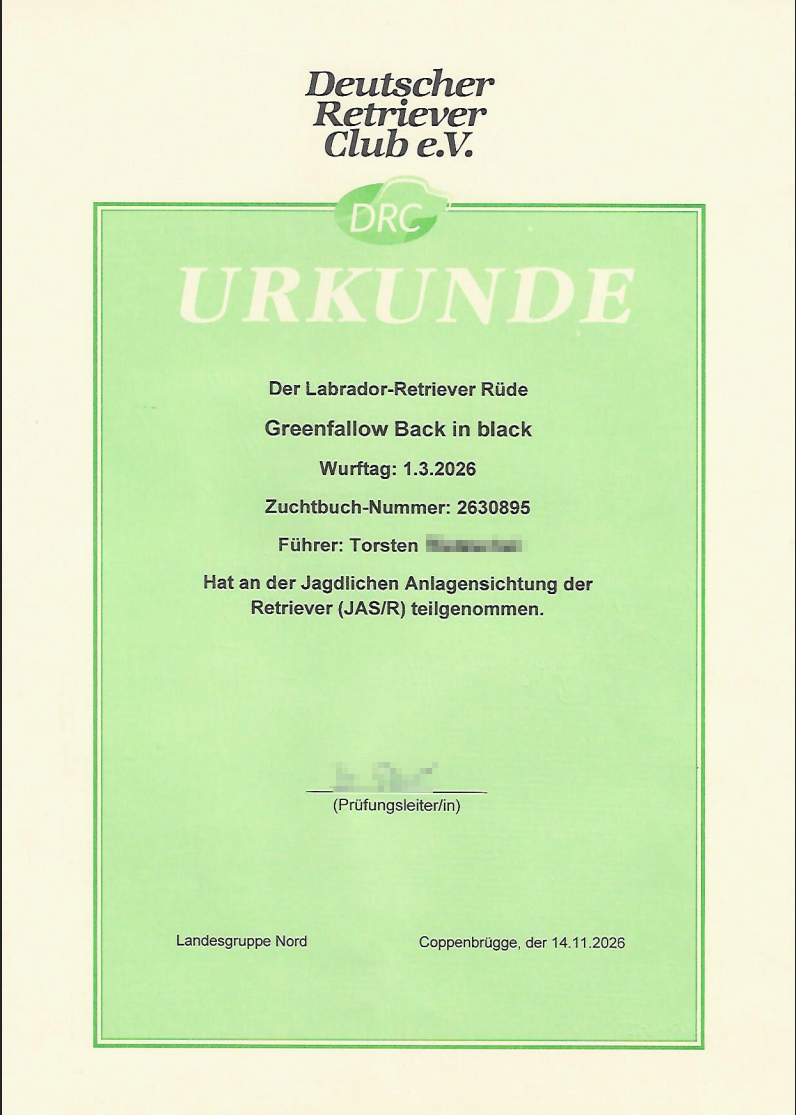 Deutscher
Retriever
Club e.V.
DRC
URKUNDE
Der Labrador-Retriever Rüde
Greenfallow Back in black
Wurftag: 1.3.2026
Zuchtbuch-Nummer: 2630895
Führer: Torsten
Hat an der Jagdlichen Anlagensichtung der
Retriever (JAS/R) teilgenommen.
(Prüfungsleiter/in)
Landesgruppe Nord
Coppenbrügge, der 14.11.2026